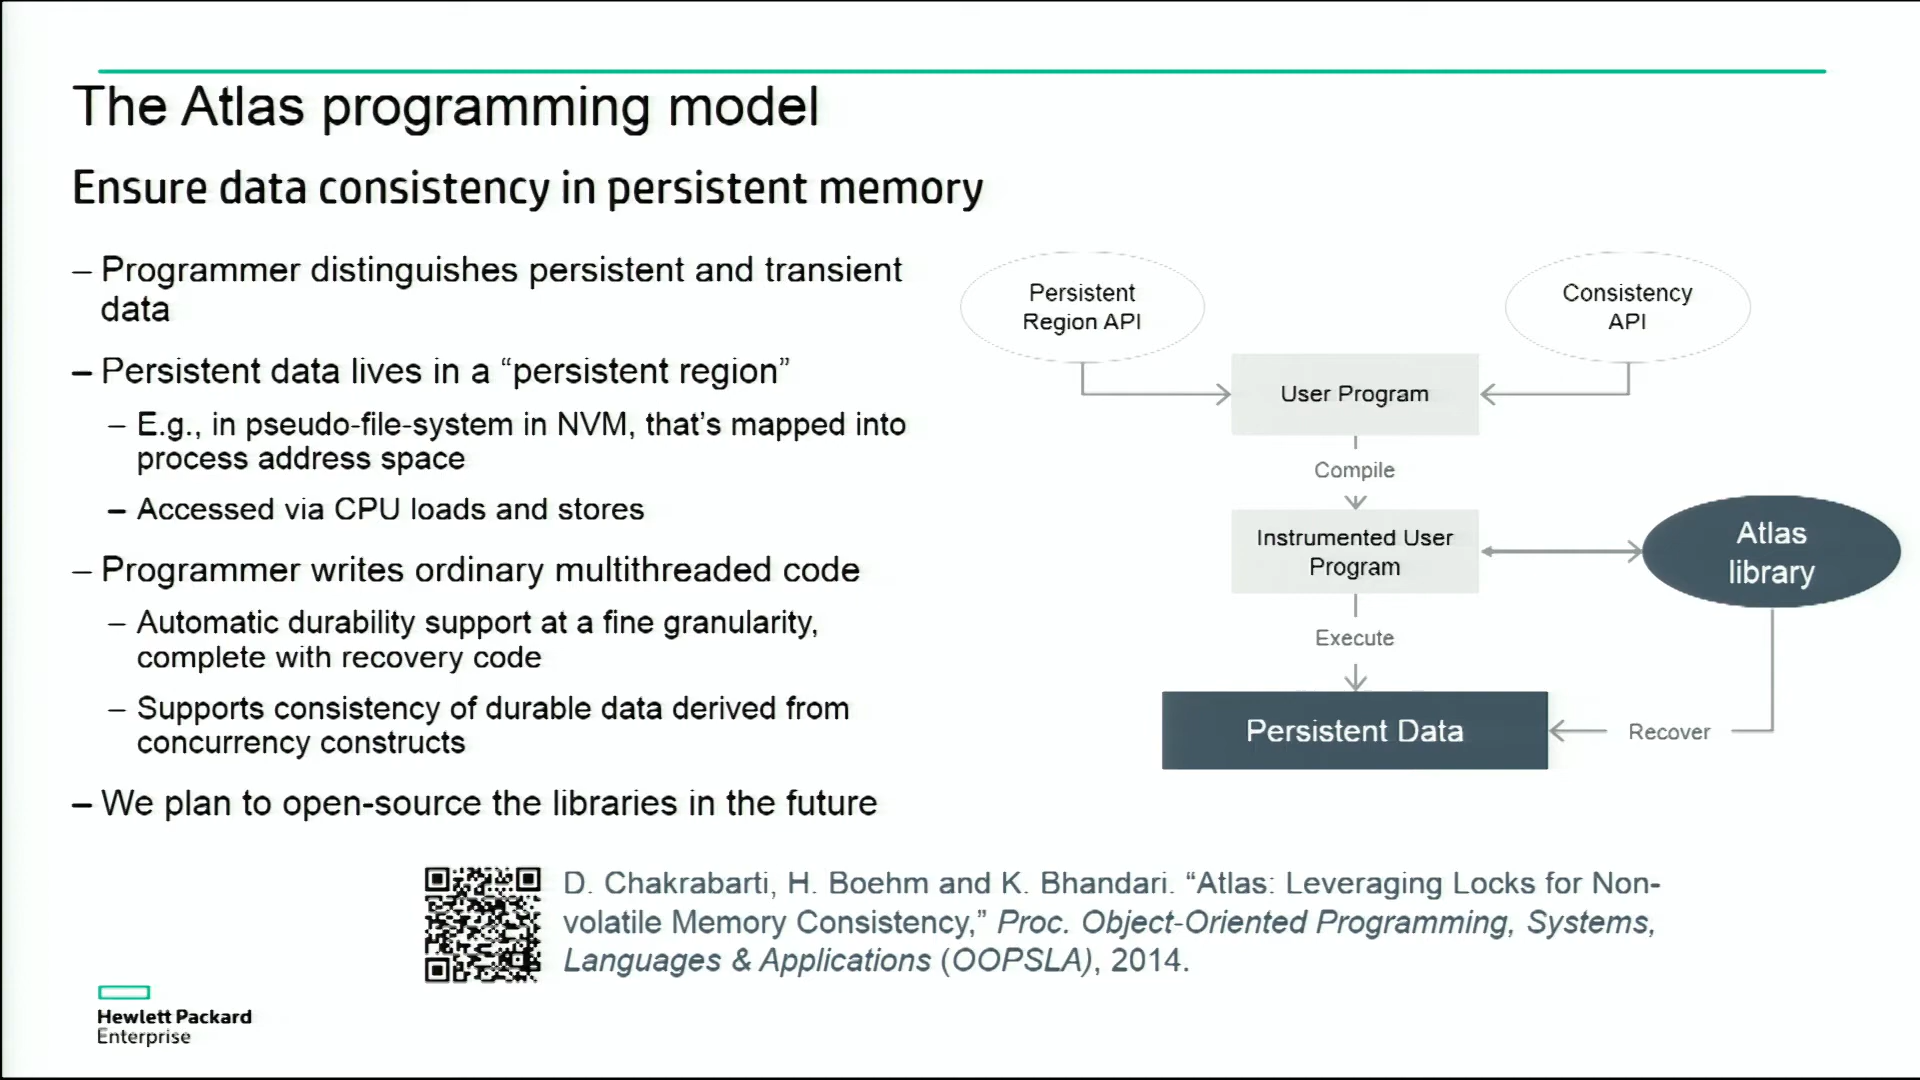 The Atlas programming model
Ensure data consistency in persistent memory
– Programmer distinguishes persistent and transient
data
– Persistent data lives in a “persistent region”
– E.g., in pseudo-file-system in NVM, that’s mapped into
process address space
– Accessed via CPU loads and stores
– Programmer writes ordinary multithreaded code
– Automatic durability support at a fine granularity,
complete with recovery code
– Supports consistency of durable data derived from
concurrency constructs
– We plan to open-source the libraries in the future
Persistent
Region API
Consistency
API
User Program
Compile
Instrumented User
Program
Atlas
library
Execute
Persistent Data
Recover
D. Chakrabarti, H. Boehm and K. Bhandari. “Atlas: Leveraging Locks for Non-
volatile Memory Consistency,” Proc. Object-Oriented Programming, Systems,
Languages & Applications (OOPSLA), 2014.
Hewlett Packard
Enterprise